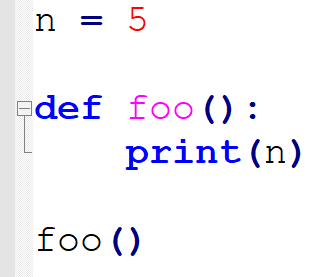 n = 5
def foo():
    print(n)
foo()